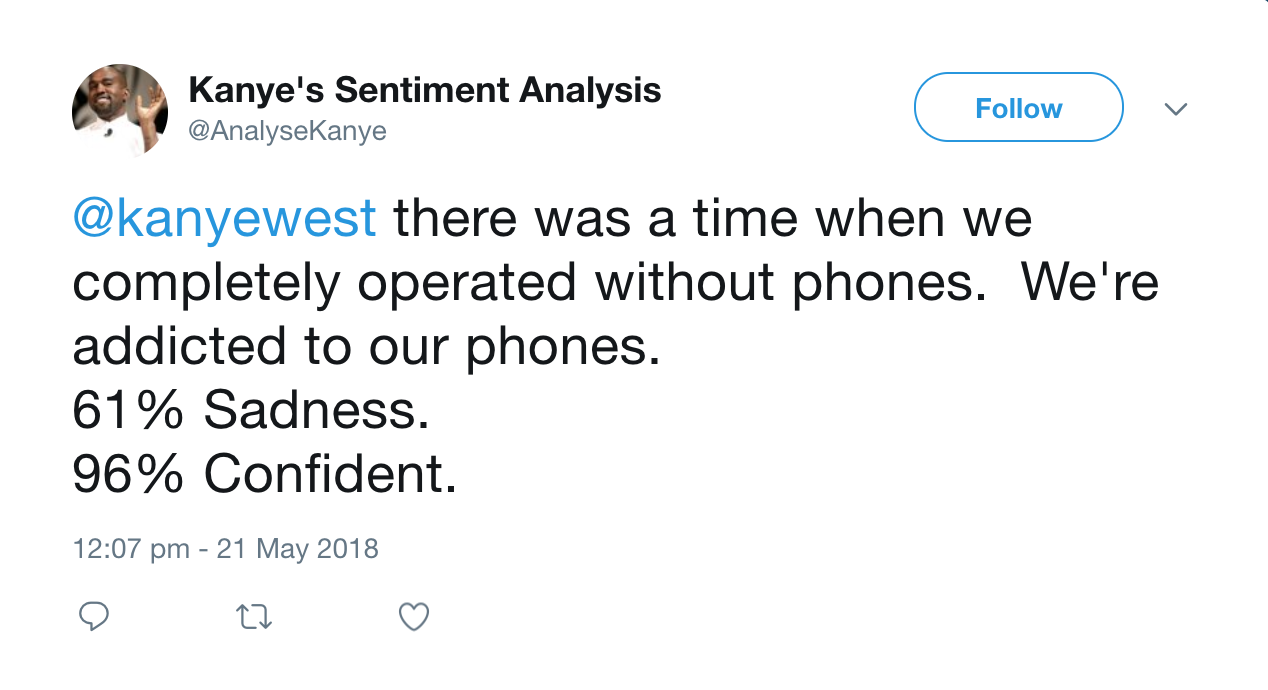 Kanye's Sentiment Analysis
@AnalyseKanye
Follow
@kanyewest there was a time when we
completely operated without phones.  We're
addicted to our phones.
61% Sadness.
96% Confident.
12:07 pm - 21 May 2018